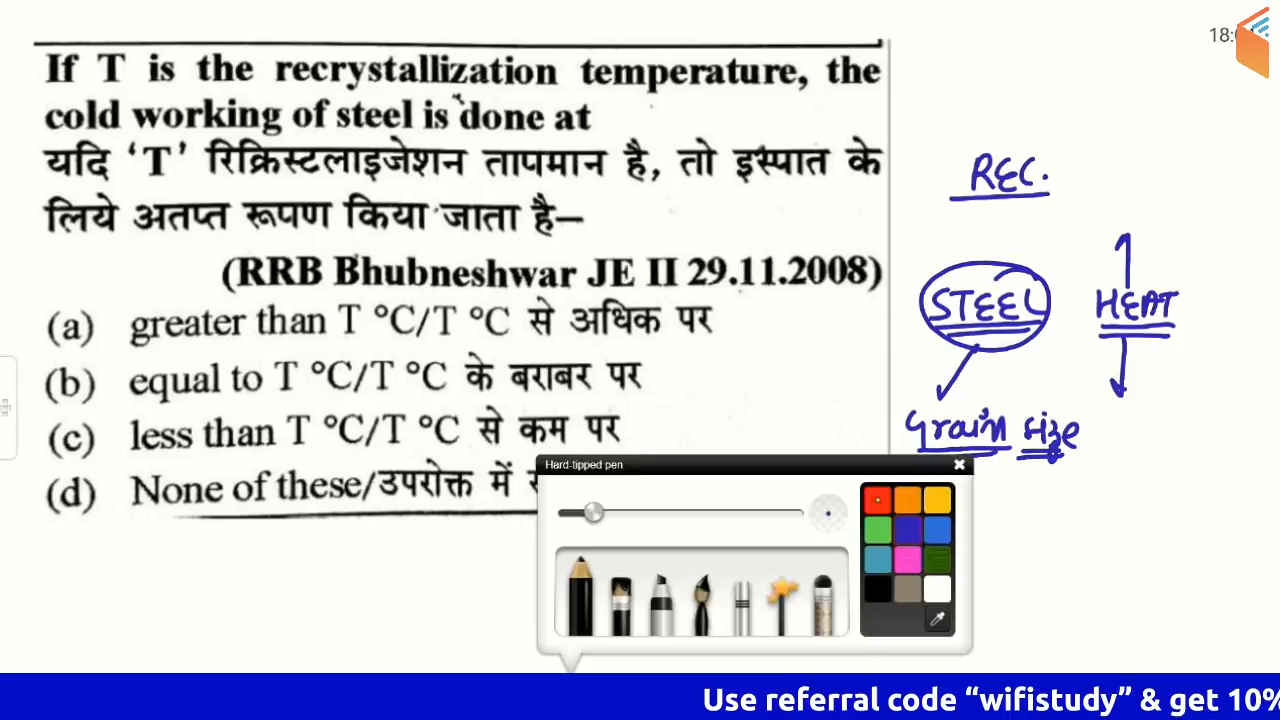 18:0
If T is the recrystallization temperature, the
cold working of steel is done at
यदि ‘T’ रिक्रिस्टलाइजेशन तापमान है, तो इस्पात के
लिये अतप्त रूपण किया जाता है–
(RRB Bhubneshwar JE II 29.11.2008)
(a) greater than T °C/T °C से अधिक पर
(b) equal to T °C/T °C के बराबर पर
(c) less than T °C/T °C से कम पर
(d) None of these/उपरोक्त में
REC.
STEEL HEAT
Grain size
Hard-tipped pen
Use referral code “wifistudy” & get 10%